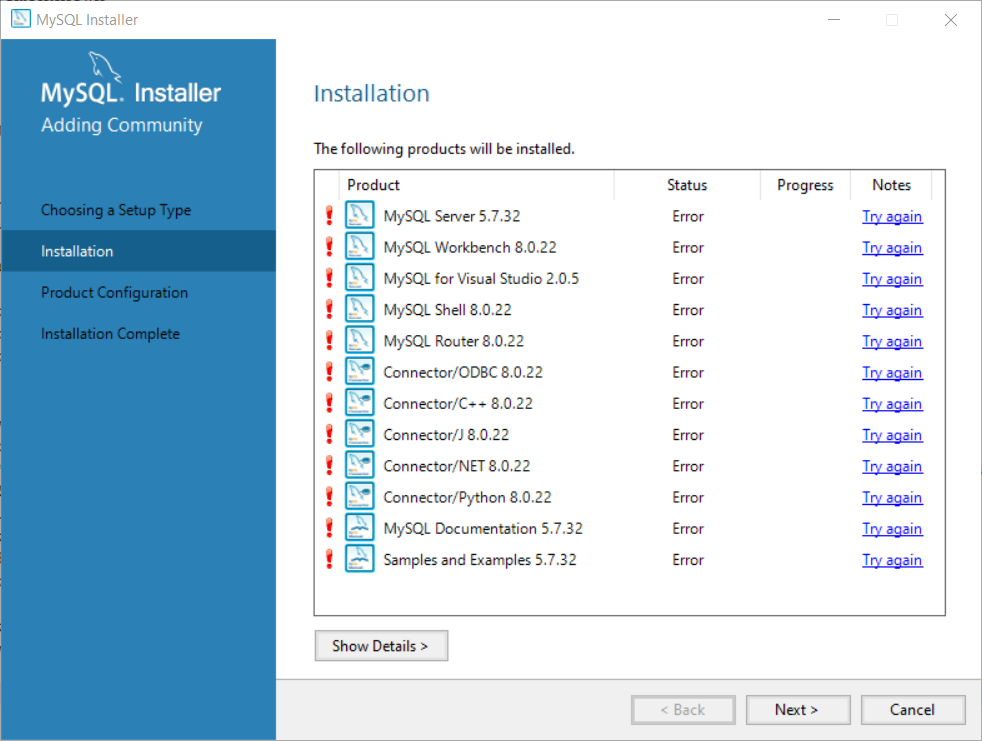 MySQL Installer
MySQL. Installer
Adding Community
Choosing a Setup Type
Installation
Product Configuration
Installation Complete
Installation
The following products will be installed.
Product Status Progress Notes
MySQL Server 5.7.32 Error Try again
MySQL Workbench 8.0.22 Error Try again
MySQL for Visual Studio 2.0.5 Error Try again
MySQL Shell 8.0.22 Error Try again
MySQL Router 8.0.22 Error Try again
Connector/ODBC 8.0.22 Error Try again
Connector/C++ 8.0.22 Error Try again
Connector/J 8.0.22 Error Try again
Connector/NET 8.0.22 Error Try again
Connector/Python 8.0.22 Error Try again
MySQL Documentation 5.7.32 Error Try again
Samples and Examples 5.7.32 Error Try again
Show Details >
< Back Next > Cancel